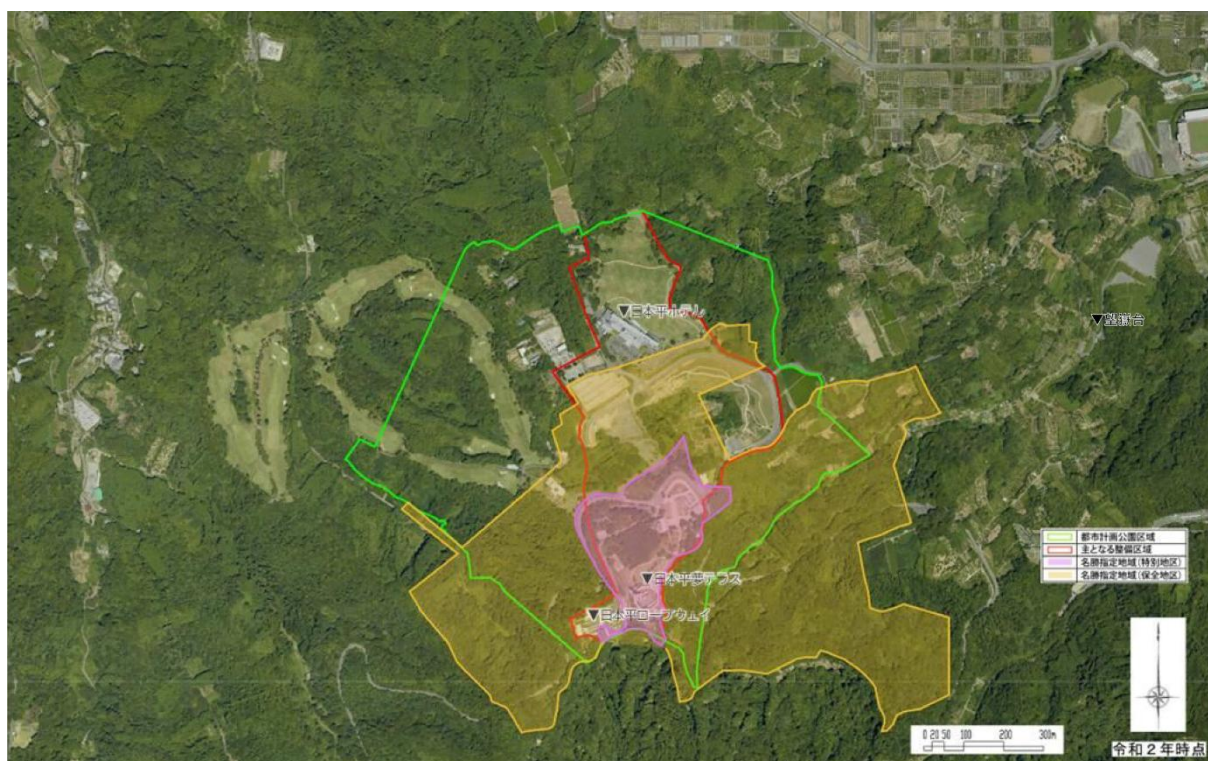 ▼日本平ホテル
▼望嶽台
都市計画公園区域
主となる整備区域
名勝指定地域(特別地区)
名勝指定地域(保全地区)
▼日本平夢テラス
▼日本平ロープウェイ
0 20 50 100 200 300m
令和2年時点